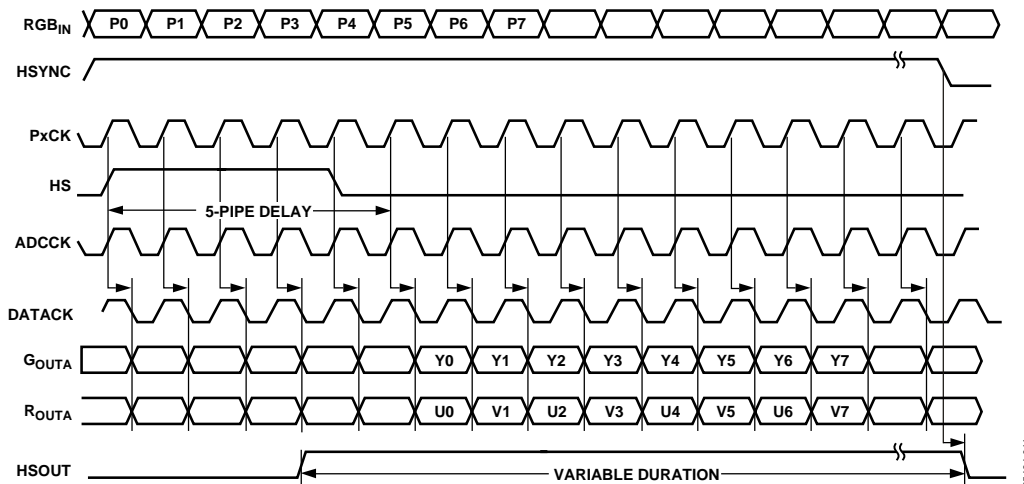 RGBIN P0 P1 P2 P3 P4 P5 P6 P7
HSYNC
PxCK
HS
5-PIPE DELAY
ADCCK
DATACK
GOUTA Y0 Y1 Y2 Y3 Y4 Y5 Y6 Y7
ROUTA U0 V1 U2 V3 U4 V5 U6 V7
HSOUT
VARIABLE DURATION